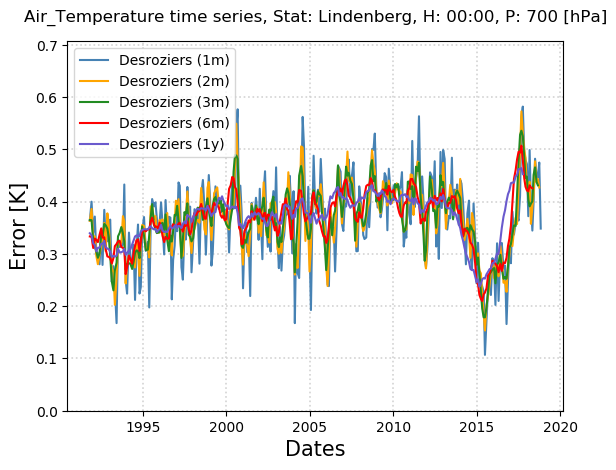 Air_Temperature time series, Stat: Lindenberg, H: 00:00, P: 700 [hPa]
0.7
0.6
0.5
0.4
0.3
0.2
0.1
0.0
Error [K]
Desroziers (1m)
Desroziers (2m)
Desroziers (3m)
Desroziers (6m)
Desroziers (1y)
1995
2000
2005
2010
2015
2020
Dates